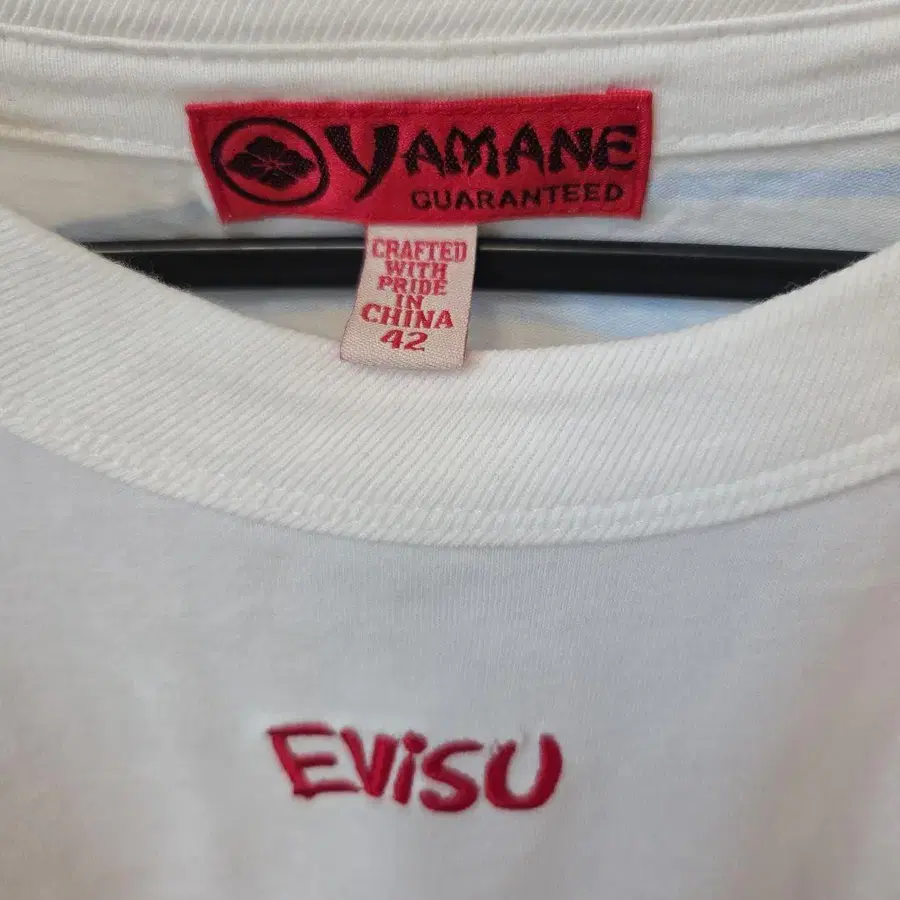 YAMANE
GUARANTEED
CRAFTED
WITH
PRIDE
IN
CHINA
42
EViSU